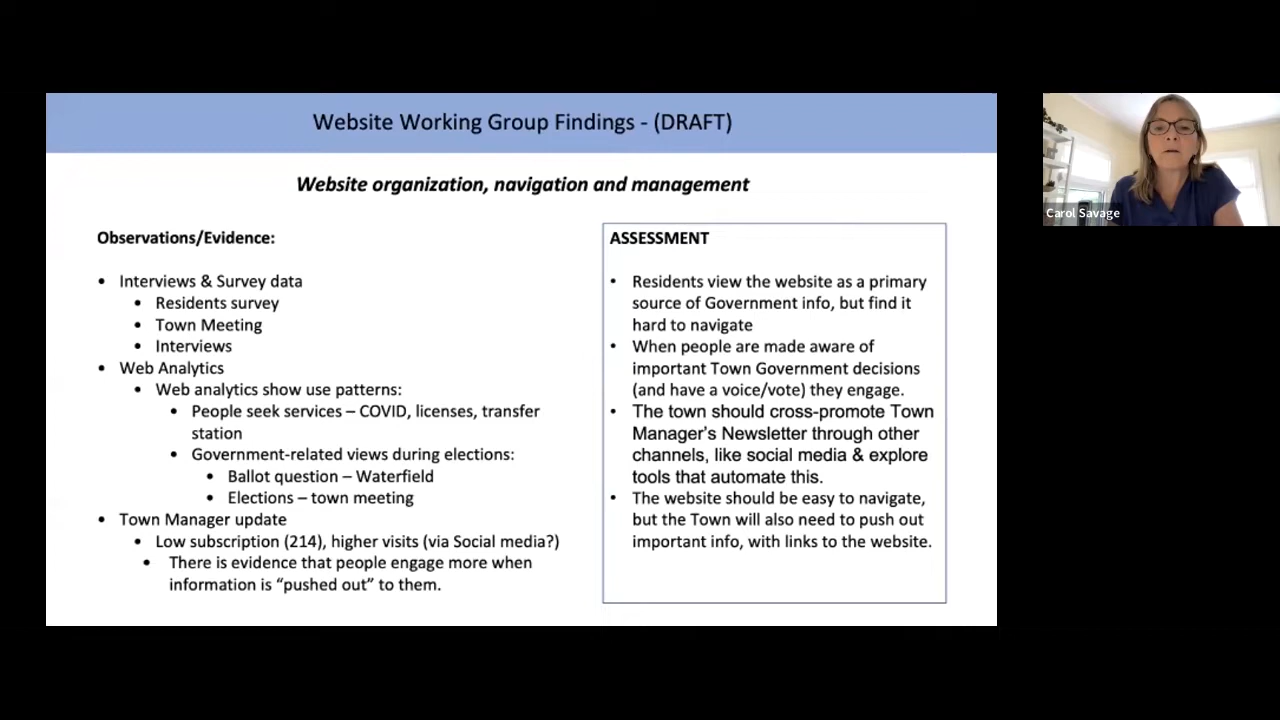 Website Working Group Findings - (DRAFT)
Website organization, navigation and management
Observations/Evidence:
• Interviews & Survey data
• Residents survey
• Town Meeting
• Interviews
• Web Analytics
• Web analytics show use patterns:
• People seek services – COVID, licenses, transfer
station
• Government-related views during elections:
• Ballot question – Waterfield
• Elections – town meeting
• Town Manager update
• Low subscription (214), higher visits (via Social media?)
• There is evidence that people engage more when
information is “pushed out” to them.
ASSESSMENT
• Residents view the website as a primary
source of Government info, but find it
hard to navigate
• When people are made aware of
important Town Government decisions
(and have a voice/vote) they engage.
• The town should cross-promote Town
Manager’s Newsletter through other
channels, like social media & explore
tools that automate this.
• The website should be easy to navigate,
but the Town will also need to push out
important info, with links to the website.
Carol Savage